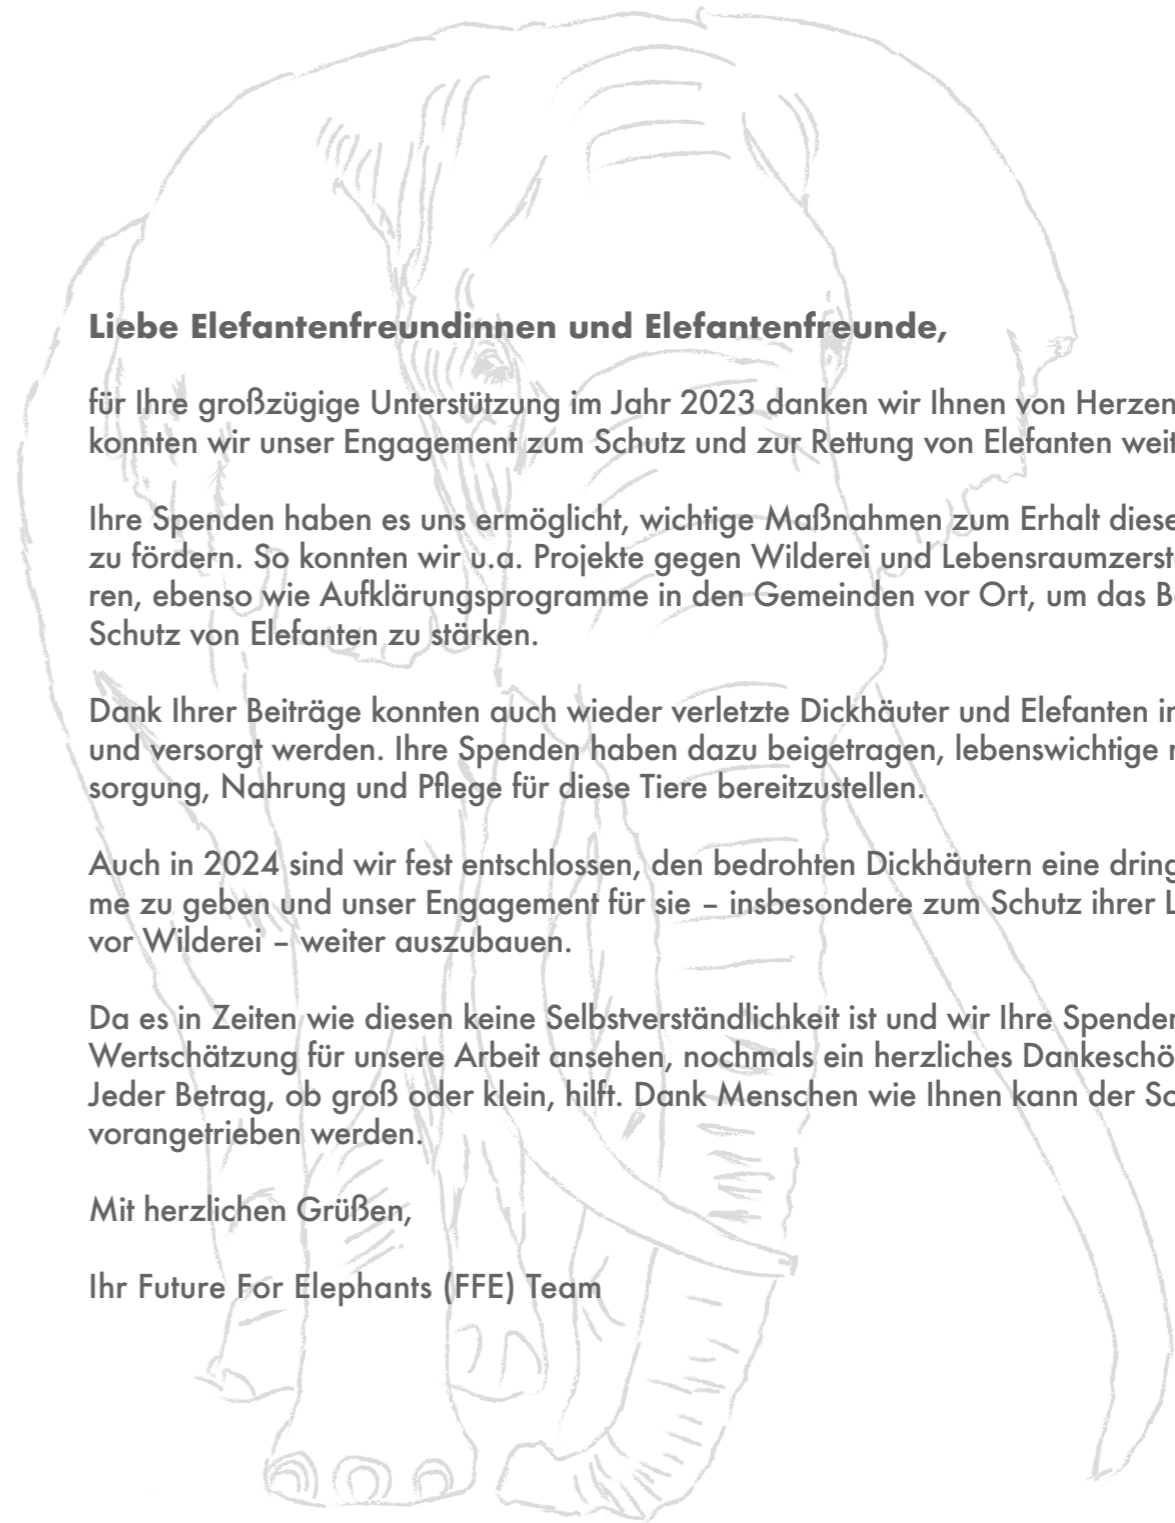 Liebe Elefantenfreundinnen und Elefantenfreunde,
für Ihre großzügige Unterstützung im Jahr 2023 danken wir Ihnen von Herzen
konnten wir unser Engagement zum Schutz und zur Rettung von Elefanten
Ihre Spenden haben es uns ermöglicht, wichtige Maßnahmen zum Erhalt
zu fördern. So konnten wir u.a. Projekte gegen Wilderei und
ren, ebenso wie Aufklärungsprogramme in den Gemeinden vor Ort, um das
Schutz von Elefanten zu stärken.
Dank Ihrer Beiträge konnten auch wieder verletzte Dickhäuter und Elefanten
und versorgt werden. Ihre Spenden haben dazu beigetragen, lebenswichtige
sorgung, Nahrung und Pflege für diese Tiere bereitzustellen.
Auch in 2024 sind wir fest entschlossen, den bedrohten Dickhäutern eine
me zu geben und unser Engagement für sie – insbesondere zum Schutz ihrer
vor Wilderei – weiter auszubauen.
Da es in Zeiten wie diesen keine Selbstverständlichkeit ist und wir Ihre Spenden
Wertschätzung für unsere Arbeit ansehen, nochmals ein herzliches
Jeder Betrag, ob groß oder klein, hilft. Dank Menschen wie Ihnen kann der
vorangetrieben werden.
Mit herzlichen Grüßen,
Ihr Future For Elephants (FFE) Team